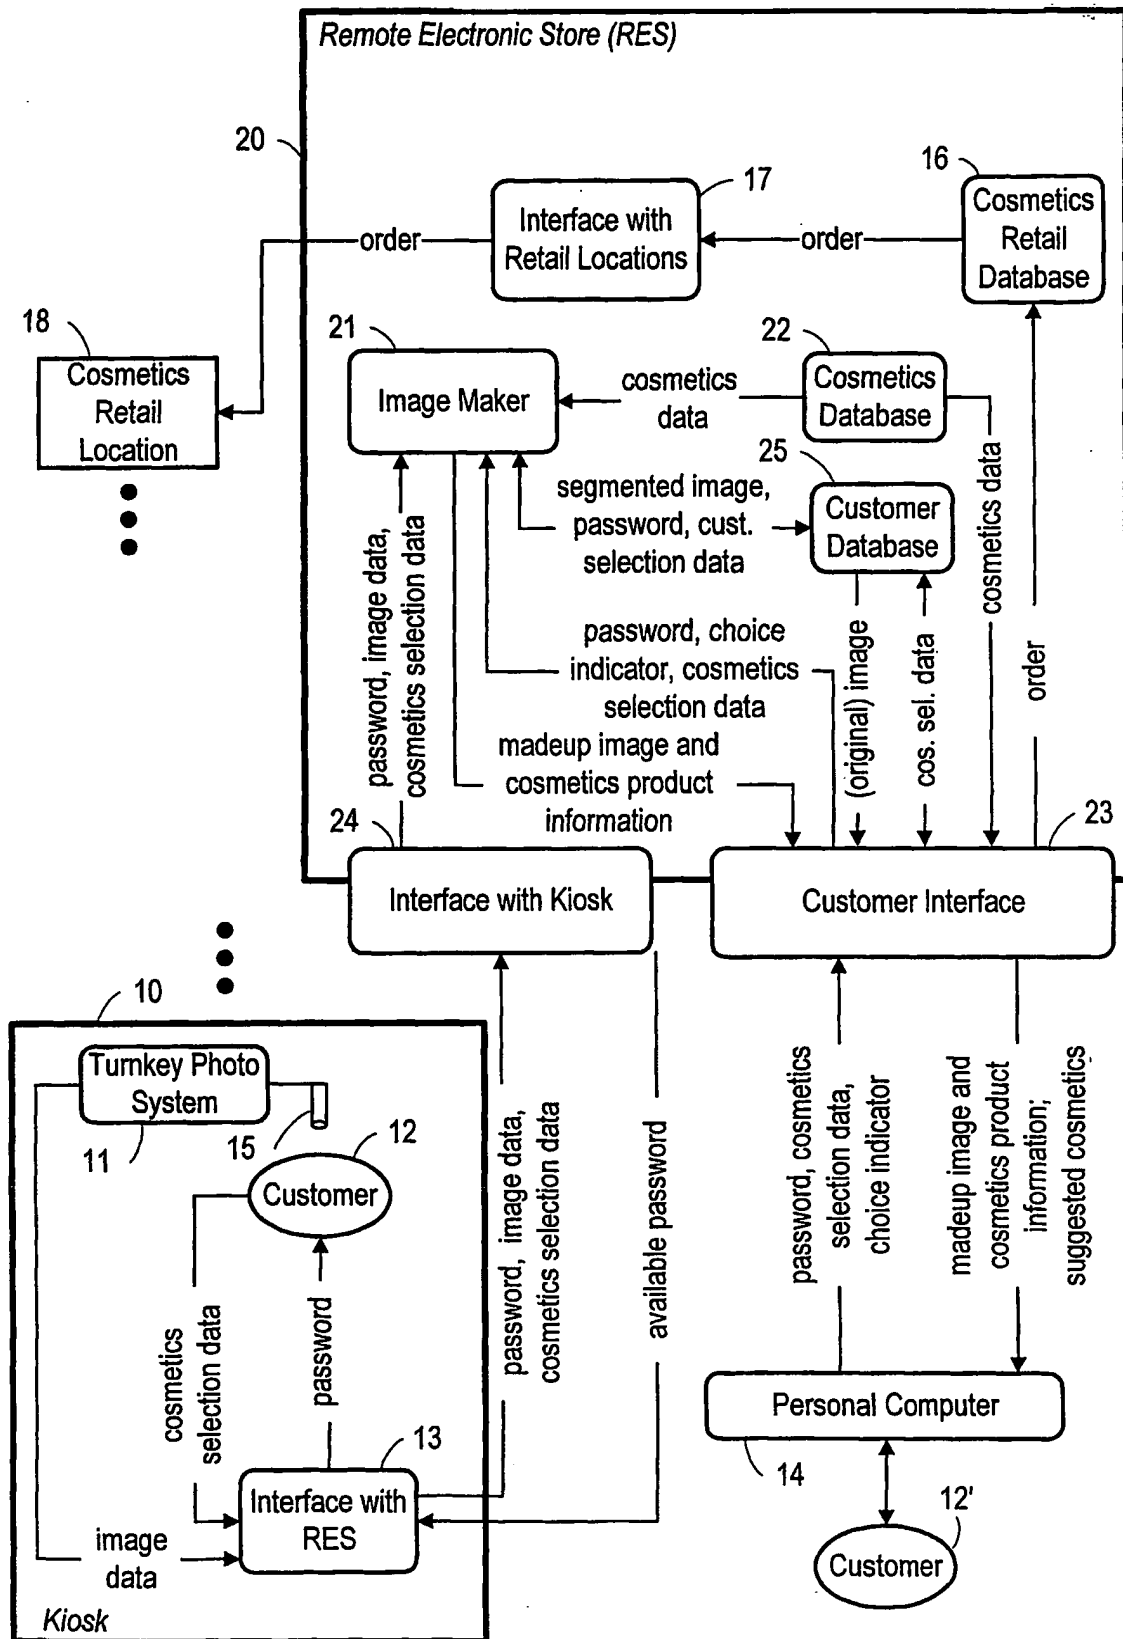 Remote Electronic Store (RES)
20
17
16
Interface with
Retail Locations
Cosmetics
Retail
Database
order
order
18
Cosmetics
Retail
Location
21
Image Maker
22
Cosmetics
Database
cosmetics
data
25
Customer
Database
segmented image,
password, cust.
selection data
password, image data,
cosmetics selection data
password, choice
indicator, cosmetics
selection data
madeup image and
cosmetics product
information
(original) image
cos. sel. data
cosmetics data
order
24
Interface with Kiosk
23
Customer Interface
10
Turnkey Photo
System
11
15
12
Customer
cosmetics
selection data
password
13
Interface with
RES
image
data
Kiosk
password, image data,
cosmetics selection data
available password
password, cosmetics
selection data,
choice indicator
madeup image and
cosmetics product
information;
suggested cosmetics
Personal Computer
14
12'
Customer